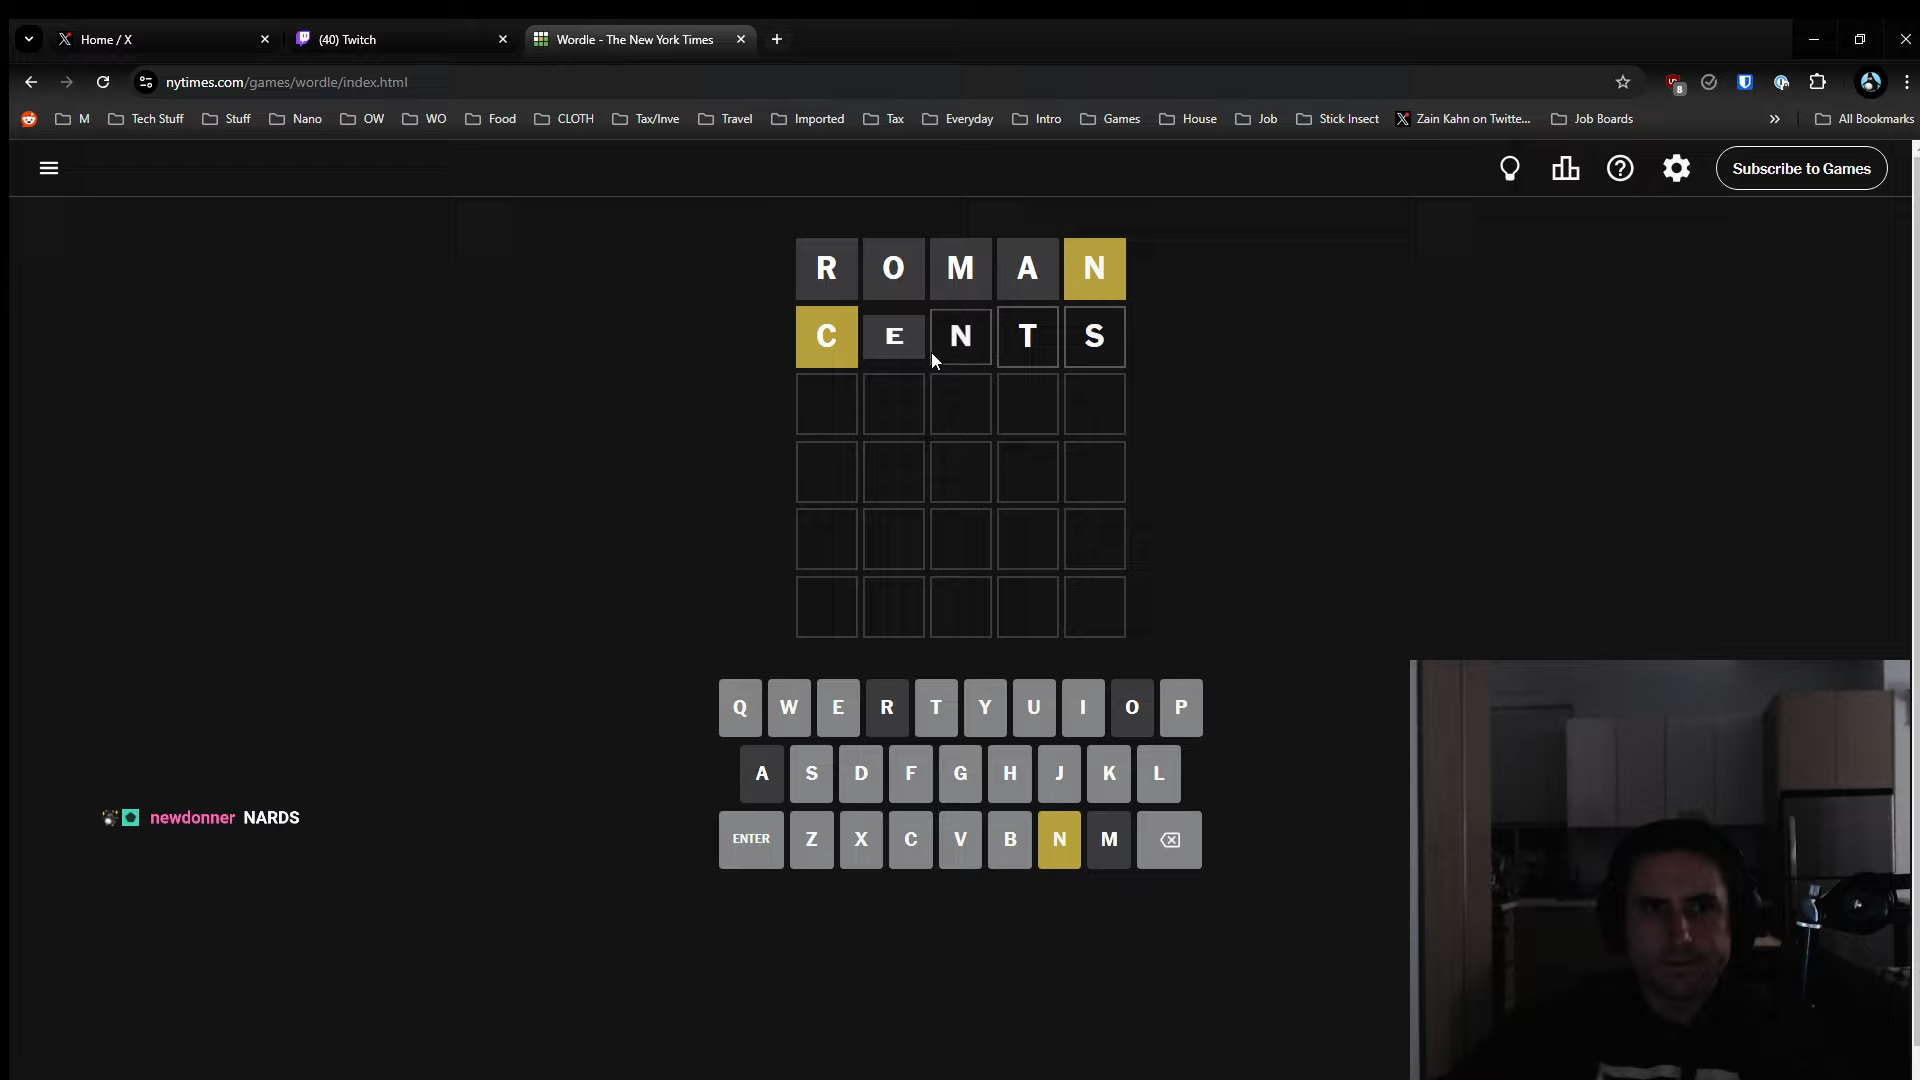 Home / X
(40) Twitch
Wordle - The New York Times
nytimes.com/games/wordle/index.html
8
M
Tech Stuff
Stuff
Nano
OW
WO
Food
CLOTH
Tax/Inve
Travel
Imported
Tax
Everyday
Intro
Games
House
Job
Stick Insect
Zain Kahn on Twitte...
Job Boards
All Bookmarks
Subscribe to Games
R O M A N
C E N T S
Q W E R T Y U I O P
A S D F G H J K L
ENTER Z X C V B N M
newdonner NARDS